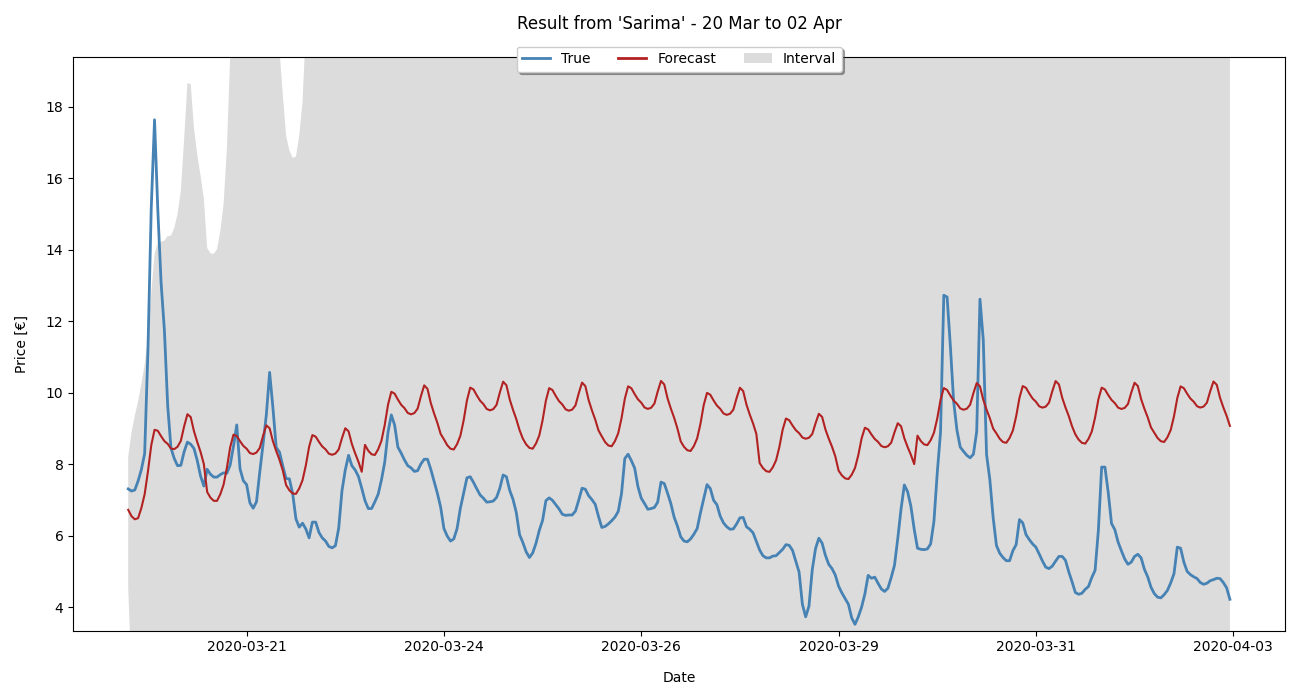 Result from 'Sarima' - 20 Mar to 02 Apr
True Forecast Interval
18
16
14
12
10
8
6
4
Price [€]
2020-03-21 2020-03-24 2020-03-26 2020-03-29 2020-03-31 2020-04-03
Date